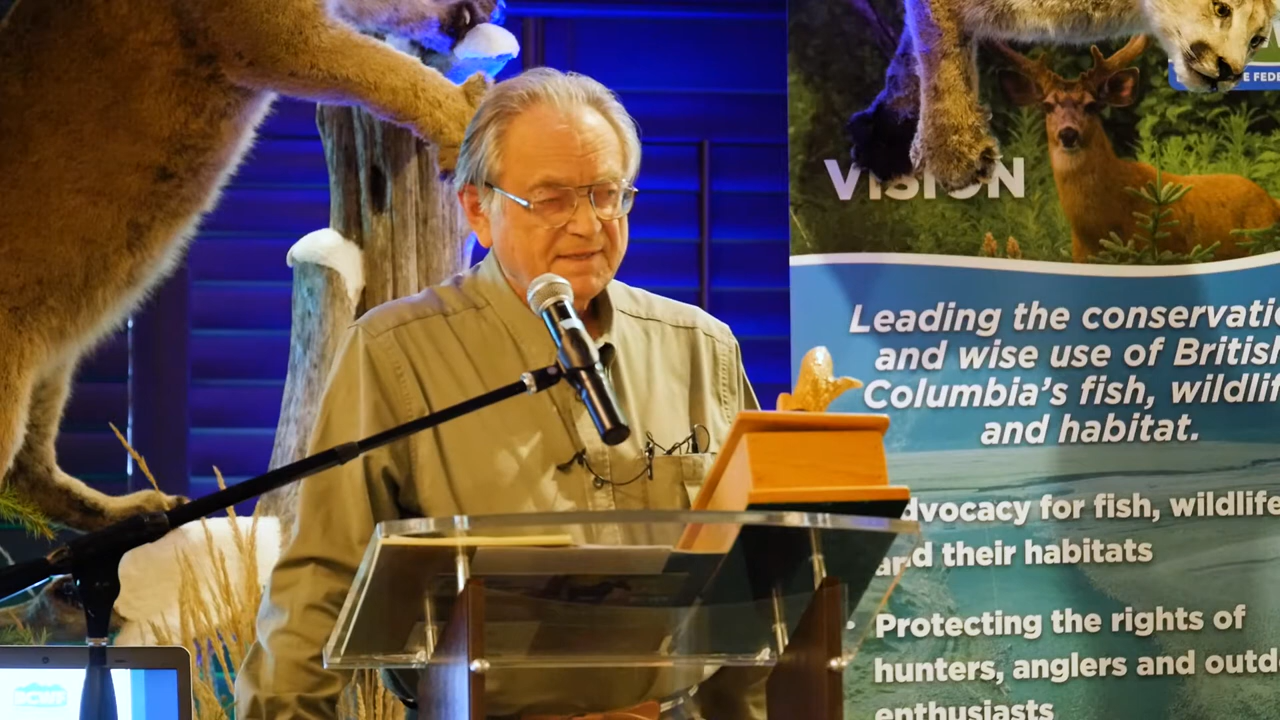 E FEDE
VISION
Leading the conservatio
and wise use of British
Columbia's fish, wildlif
and habitat.
dvocacy for fish, wildlife
and their habitats
Protecting the rights of
hunters, anglers and outd
enthusiasts